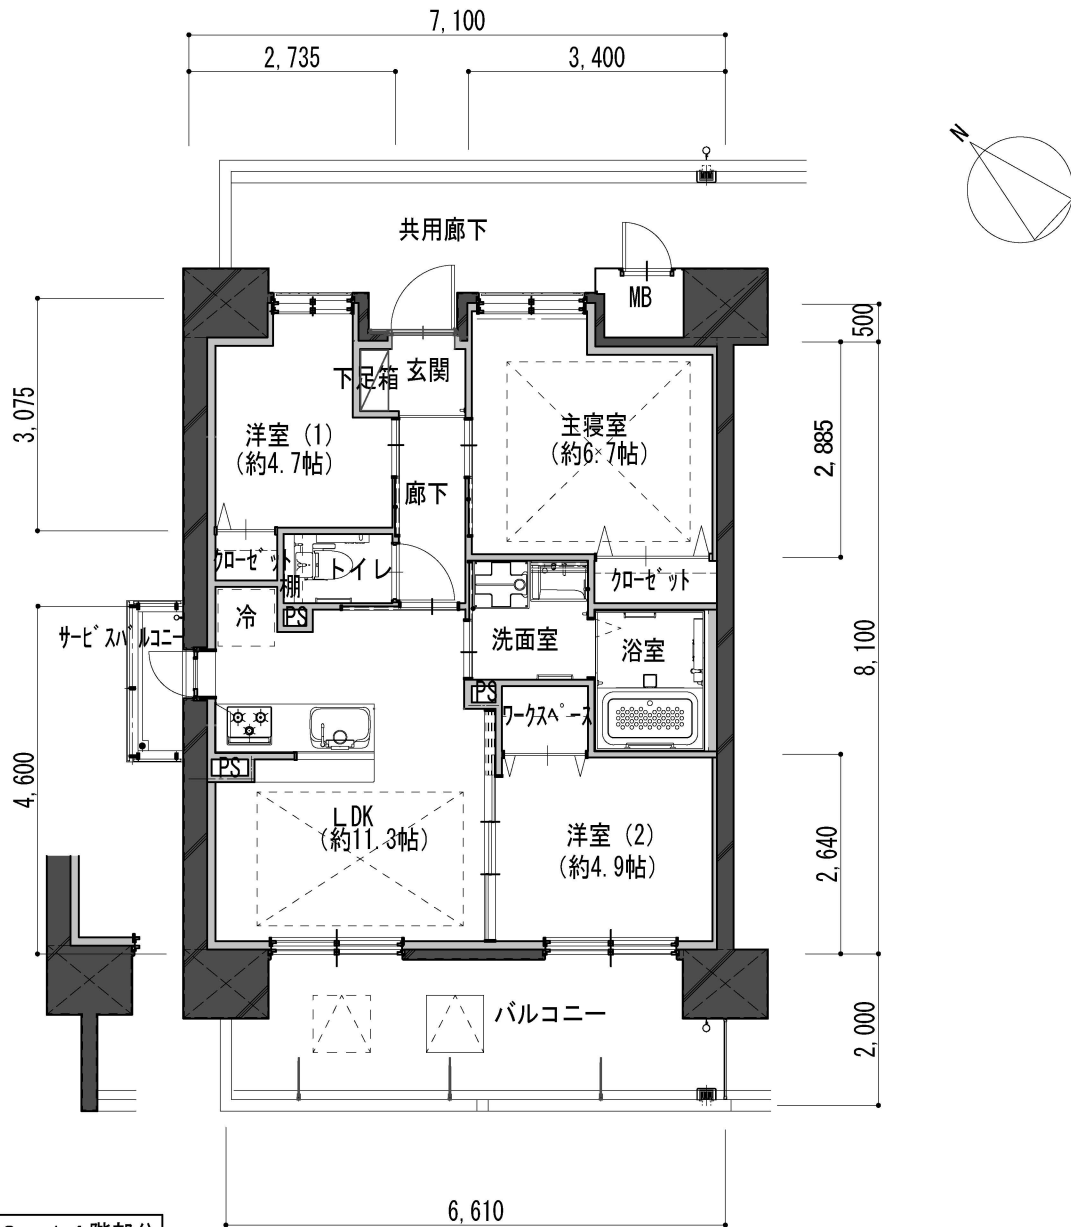 7,100
2,735
3,400
N
共用廊下
MB
500
下足箱
玄関
3,075
洋室 (1)
(約4.7帖)
主寝室
(約6.7帖)
2,885
廊下
クローゼット
棚
トイレ
クローゼット
冷
PS
サービスバルコニー
洗面室
浴室
8,100
PS
ワークスペース
PS
4,600
LDK
(約11.3帖)
洋室 (2)
(約4.9帖)
2,640
バルコニー
2,000
6,610